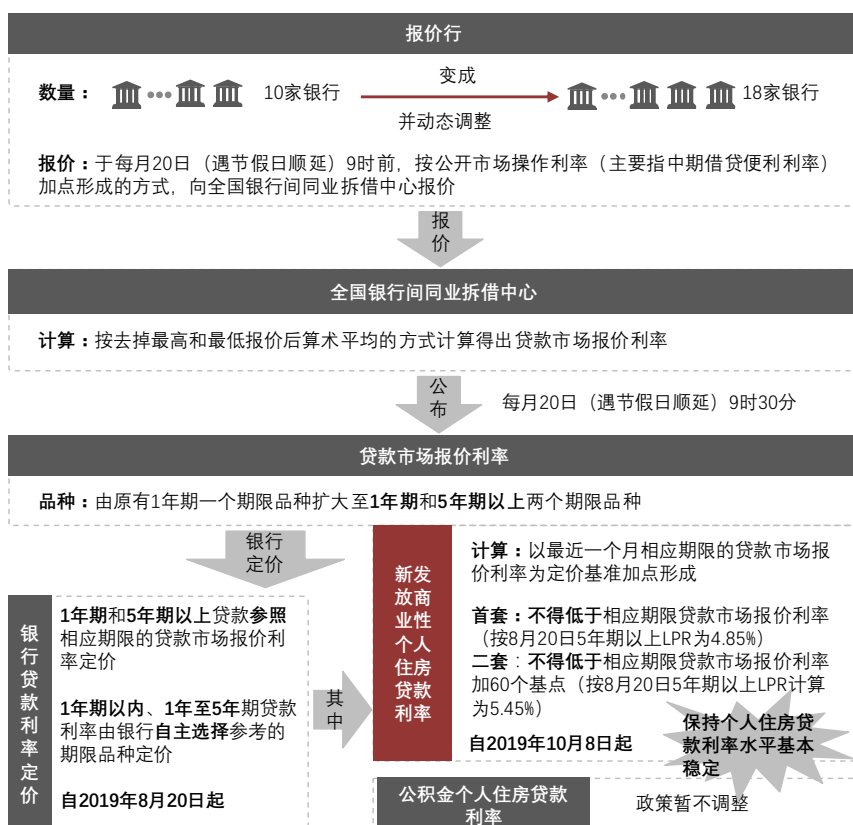 报价行
数量：
10家银行
变成
并动态调整
18家银行
报价：于每月20日（遇节假日顺延）9时前，按公开市场操作利率（主要指中期借贷便利利率）
加点形成的方式，向全国银行间同业拆借中心报价
报
价
全国银行间同业拆借中心
计算：按去掉最高和最低报价后算术平均的方式计算得出贷款市场报价利率
公
布
每月20日（遇节假日顺延）9时30分
贷款市场报价利率
品种：由原有1年期一个期限品种扩大至1年期和5年期以上两个期限品种
银行
定价
银
行
贷
款
利
率
定
价
1年期和5年期以上贷款参照
相应期限的贷款市场报价利
率定价
1年期以内、1年至5年期贷款
利率由银行自主选择参考的
期限品种定价
自2019年8月20日起
其
中
新发
放商
业性
个人
住房
贷款
利率
计算：以最近一个月相应期限的贷款市场报
价利率为定价基准加点形成
首套：不得低于相应期限贷款市场报价利率
（按8月20日5年期以上LPR为4.85%）
二套：不得低于相应期限贷款市场报价利率
加60个基点（按8月20日5年期以上LPR计算
为5.45%）
自2019年10月8日起
保持个人住房贷
款利率水平基本
稳定
公积金个人住房贷款
利率
政策暂不调整